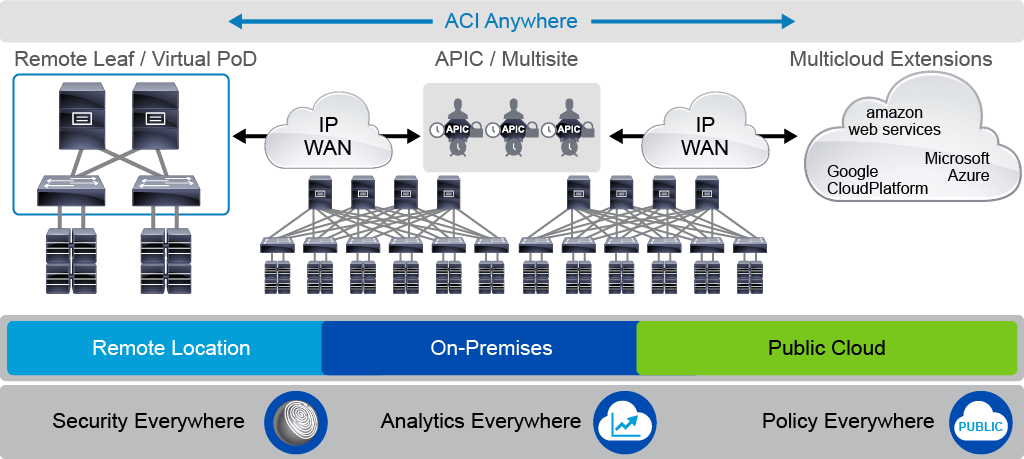 ACI Anywhere
Remote Leaf / Virtual PoD
APIC / Multisite
Multicloud Extensions
IP
WAN
APIC
APIC
APIC
IP
WAN
amazon
web services
Microsoft
Azure
Google
CloudPlatform
Remote Location
On-Premises
Public Cloud
Security Everywhere
Analytics Everywhere
Policy Everywhere
PUBLIC